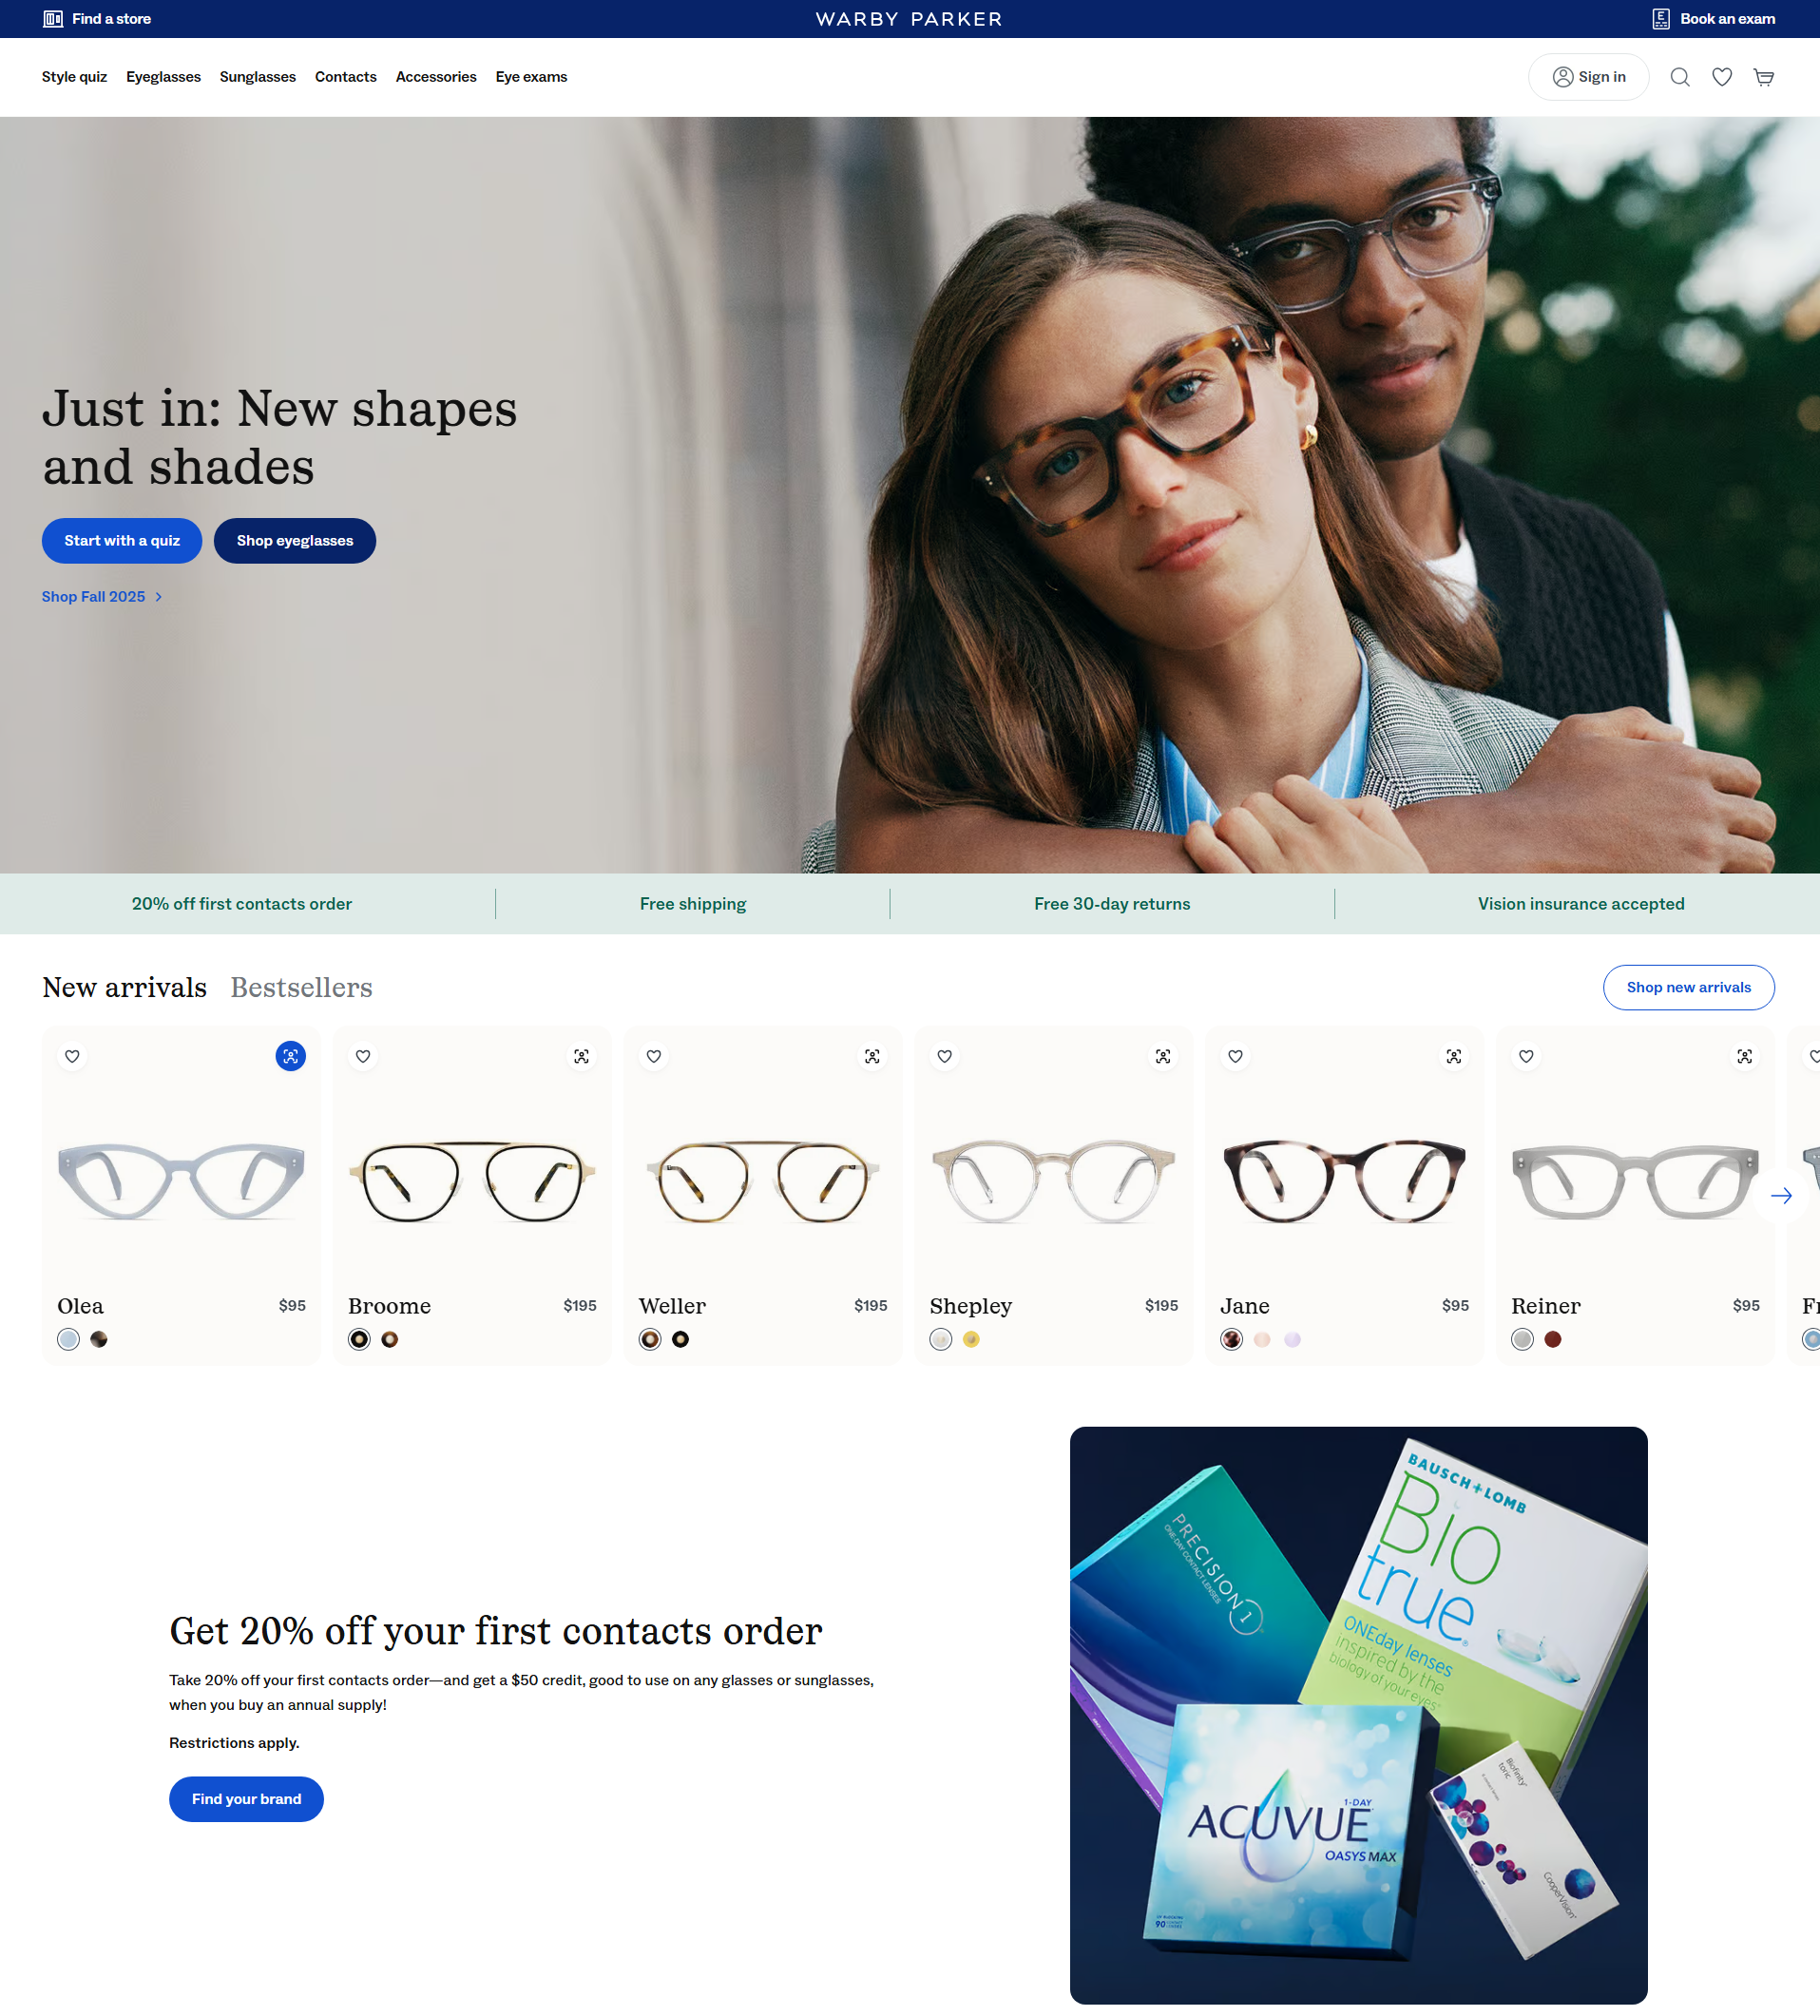 Find a store
WARBY PARKER
Book an exam
Style quiz
Eyeglasses
Sunglasses
Contacts
Accessories
Eye exams
Sign in
Just in: New shapes
and shades
Start with a quiz
Shop eyeglasses
Shop Fall 2025
20% off first contacts order
Free shipping
Free 30-day returns
Vision insurance accepted
New arrivals
Bestsellers
Shop new arrivals
Olea
$95
Broome
$195
Weller
$195
Shepley
$195
Jane
$95
Reiner
$95
Get 20% off your first contacts order
Take 20% off your first contacts order—and get a $50 credit, good to use on any glasses or sunglasses,
when you buy an annual supply!
Restrictions apply.
Find your brand
PRECISION 1
ONE-DAY CONTACT LENSES
BAUSCH + LOMB
Bio
true®
ONEday lenses
inspired by the
biology of your eyes
1-DAY
ACUVUE
OASYS MAX
90
Biofinity
toric
CooperVision